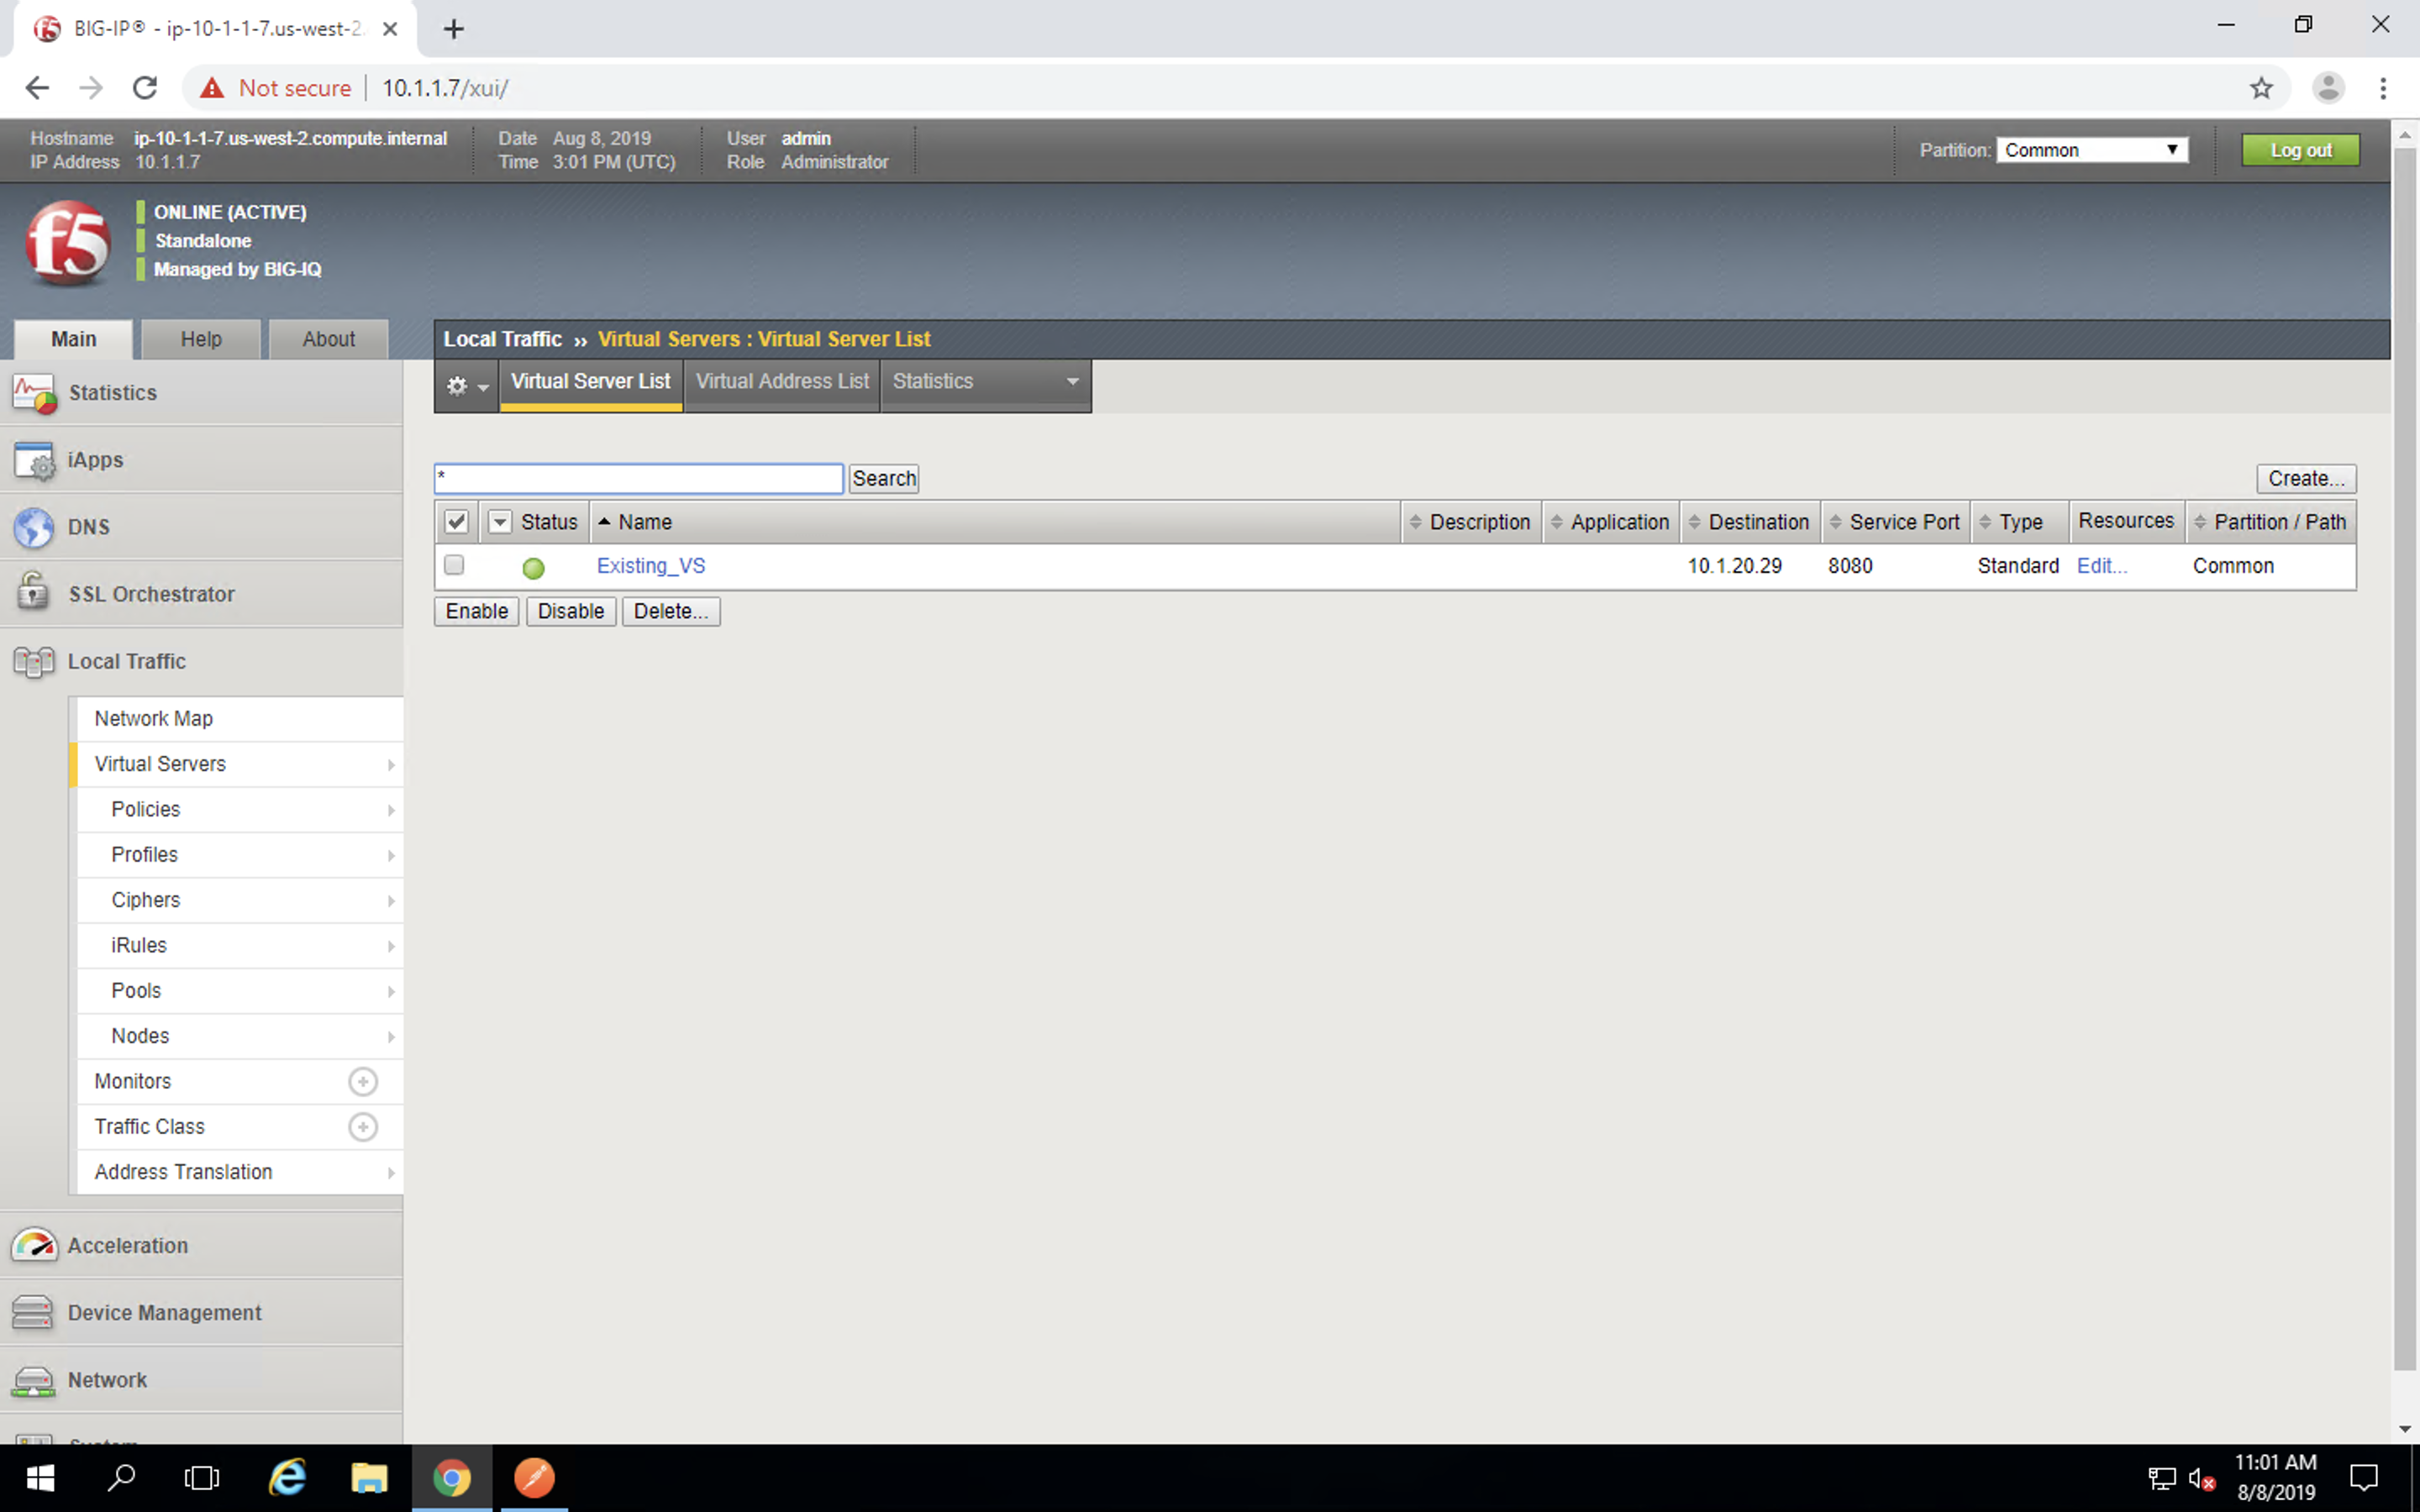 BIG-IP® - ip-10-1-1-7.us-west-2.
Not secure | 10.1.1.7/xui/
Hostname ip-10-1-1-7.us-west-2.compute.internal
IP Address 10.1.1.7
Date Aug 8, 2019
Time 3:01 PM (UTC)
User admin
Role Administrator
Partition: Common
Log out
f5
ONLINE (ACTIVE)
Standalone
Managed by BIG-IQ
Main Help About
Local Traffic ›› Virtual Servers : Virtual Server List
Virtual Server List Virtual Address List Statistics
* Search Create...
Status Name Description Application Destination Service Port Type Resources Partition / Path
Existing_VS 10.1.20.29 8080 Standard Edit... Common
Enable Disable Delete...
Statistics
iApps
DNS
SSL Orchestrator
Local Traffic
Network Map
Virtual Servers
Policies
Profiles
Ciphers
iRules
Pools
Nodes
Monitors
Traffic Class
Address Translation
Acceleration
Device Management
Network
11:01 AM
8/8/2019